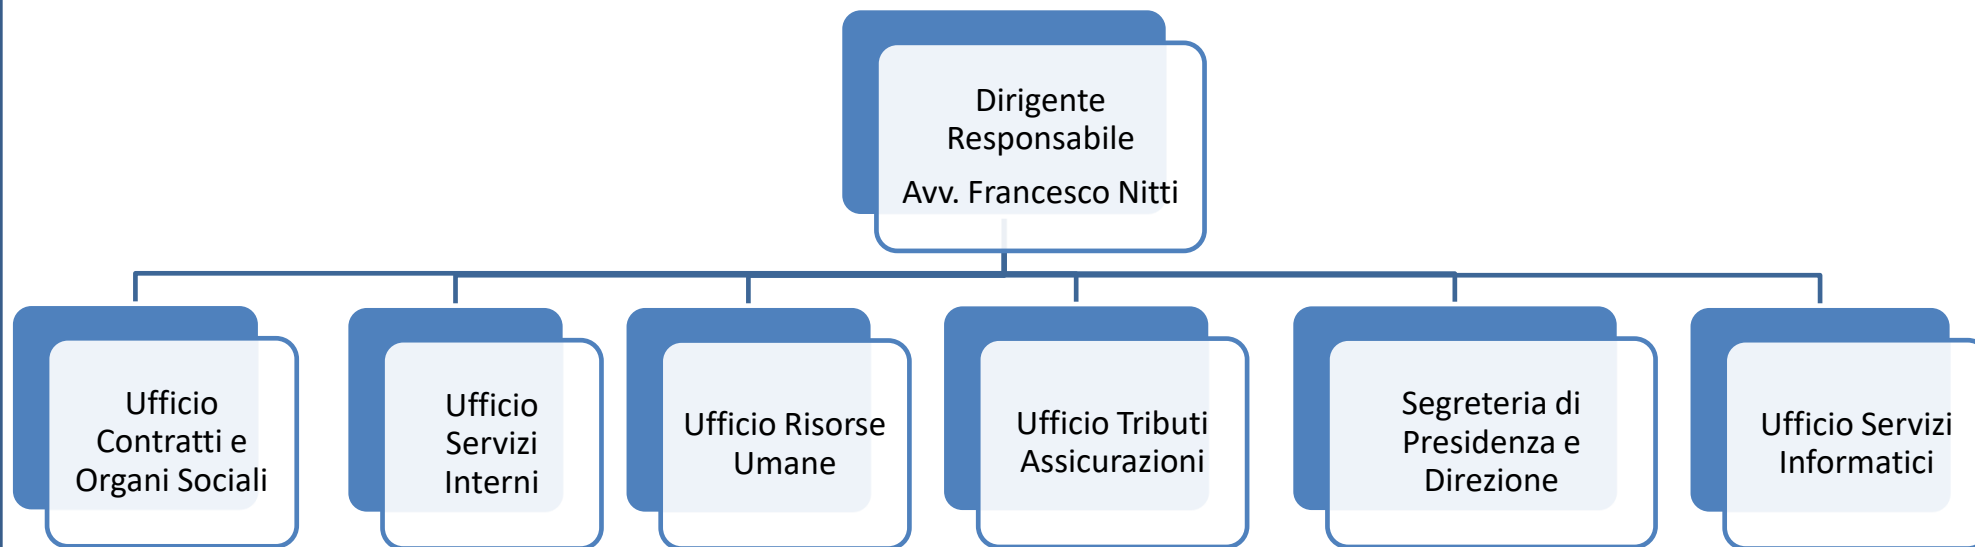 Dirigente
Responsabile
Avv. Francesco Nitti
Ufficio
Contratti e
Organi Sociali
Ufficio
Servizi
Interni
Ufficio Risorse
Umane
Ufficio Tributi
Assicurazioni
Segreteria di
Presidenza e
Direzione
Ufficio Servizi
Informatici